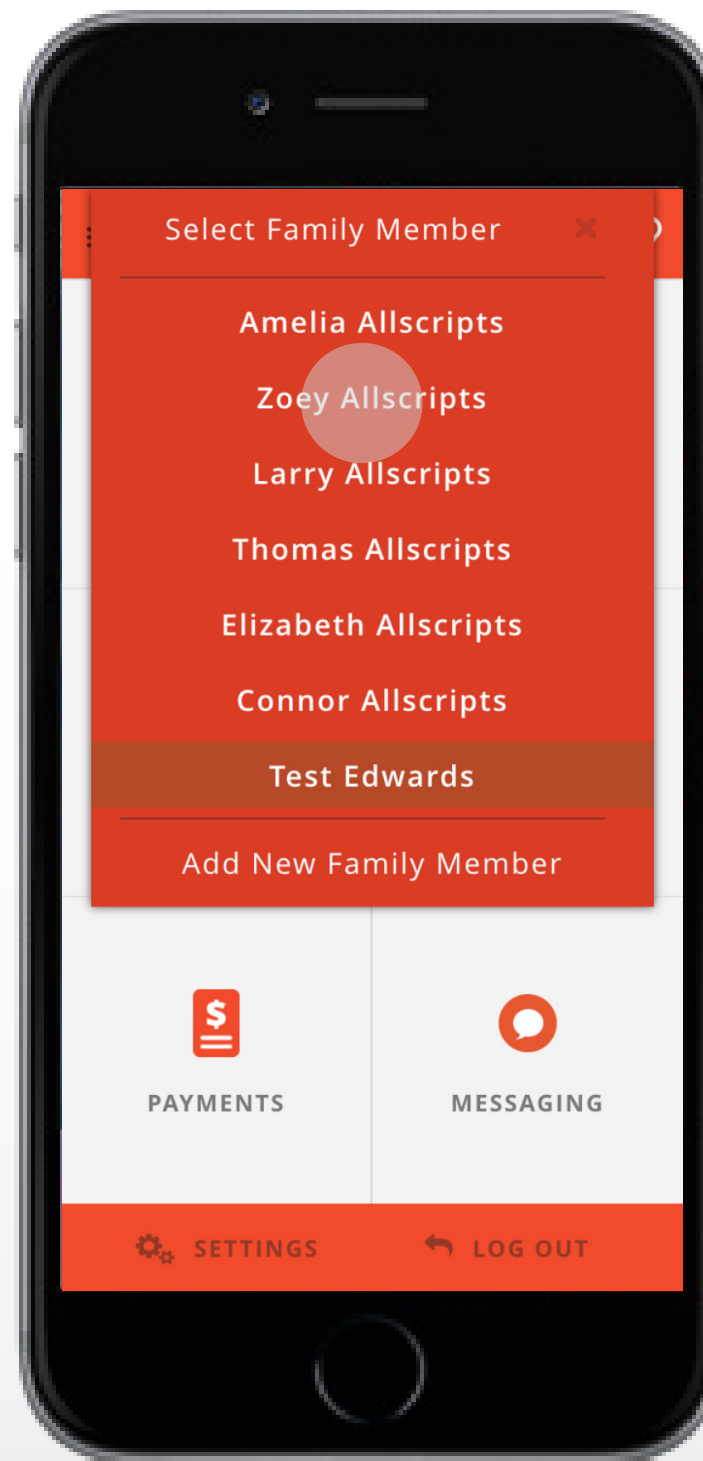 Select Family Member
Amelia Allscripts
Zoey Allscripts
Larry Allscripts
Thomas Allscripts
Elizabeth Allscripts
Connor Allscripts
Test Edwards
Add New Family Member
$
PAYMENTS
MESSAGING
SETTINGS
LOG OUT